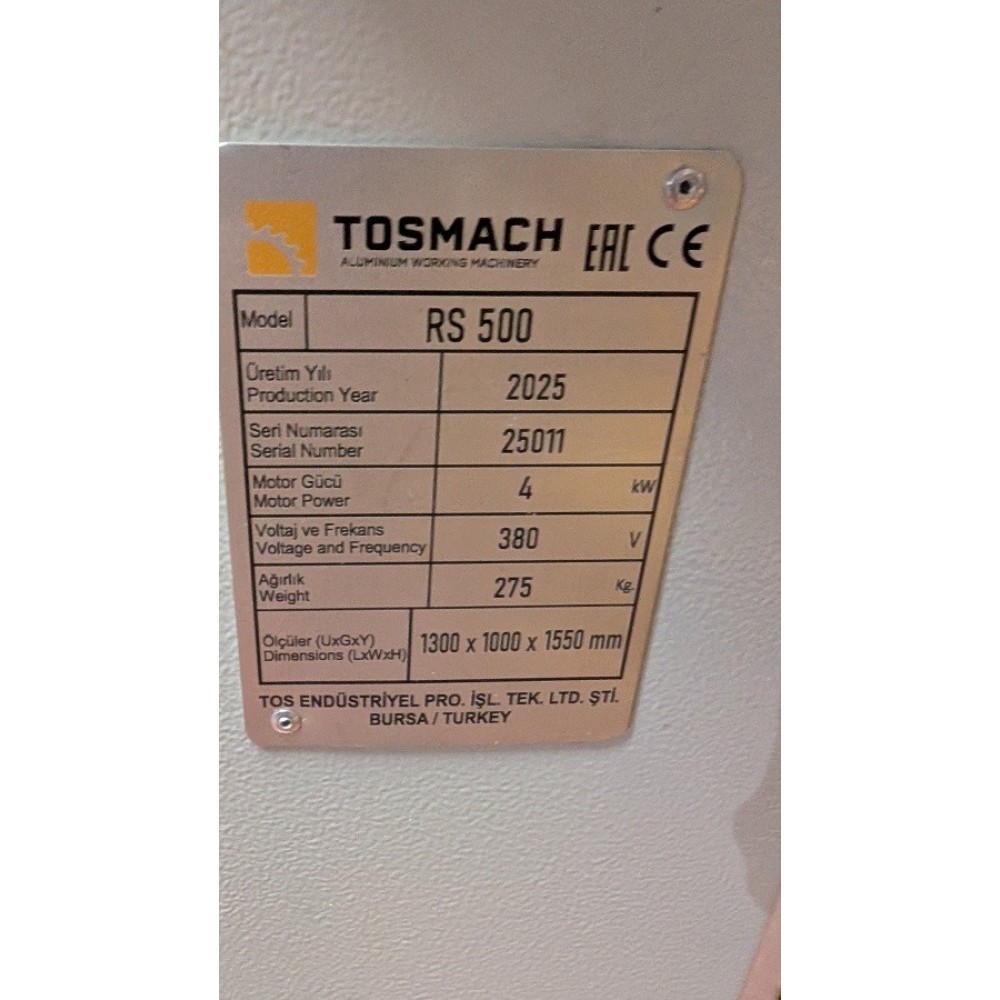 TOSMACH
ALUMINIUM WORKING MACHINERY
EAC CE
Model RS 500
Üretim Yılı
Production Year 2025
Seri Numarası
Serial Number 25011
Motor Gücü
Motor Power 4 kW
Voltaj ve Frekans
Voltage and Frequency 380 V
Ağırlık
Weight 275 Kg.
Ölçüler (UxGxY)
Dimensions (LxWxH) 1300 x 1000 x 1550 mm
TOS ENDÜSTRİYEL PRO. İŞL. TEK. LTD. ŞTİ.
BURSA / TURKEY